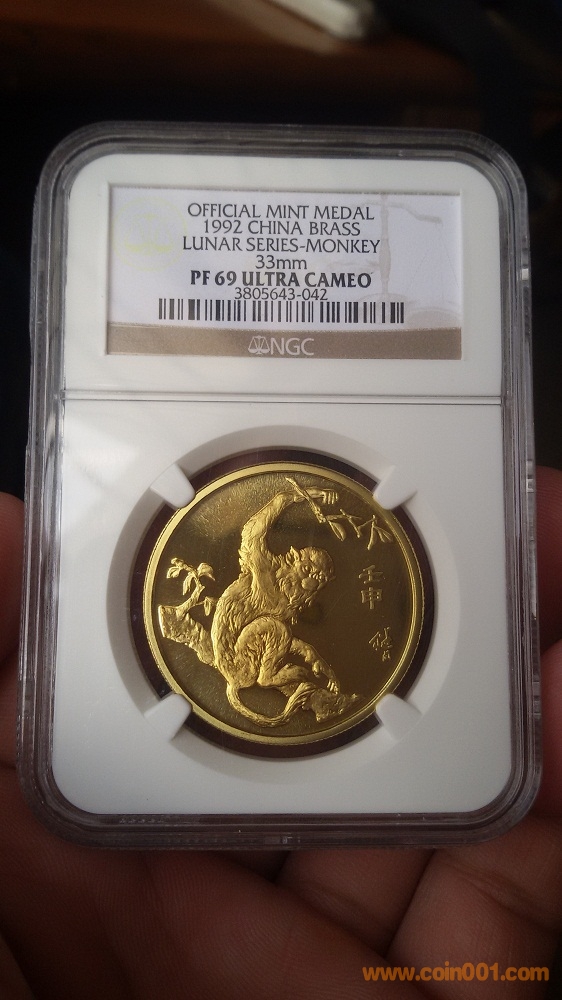 OFFICIAL MINT MEDAL
1992 CHINA BRASS
LUNAR SERIES-MONKEY
33mm
PF 69 ULTRA CAMEO
3805643-042
NGC
壬申
www.coin001.com